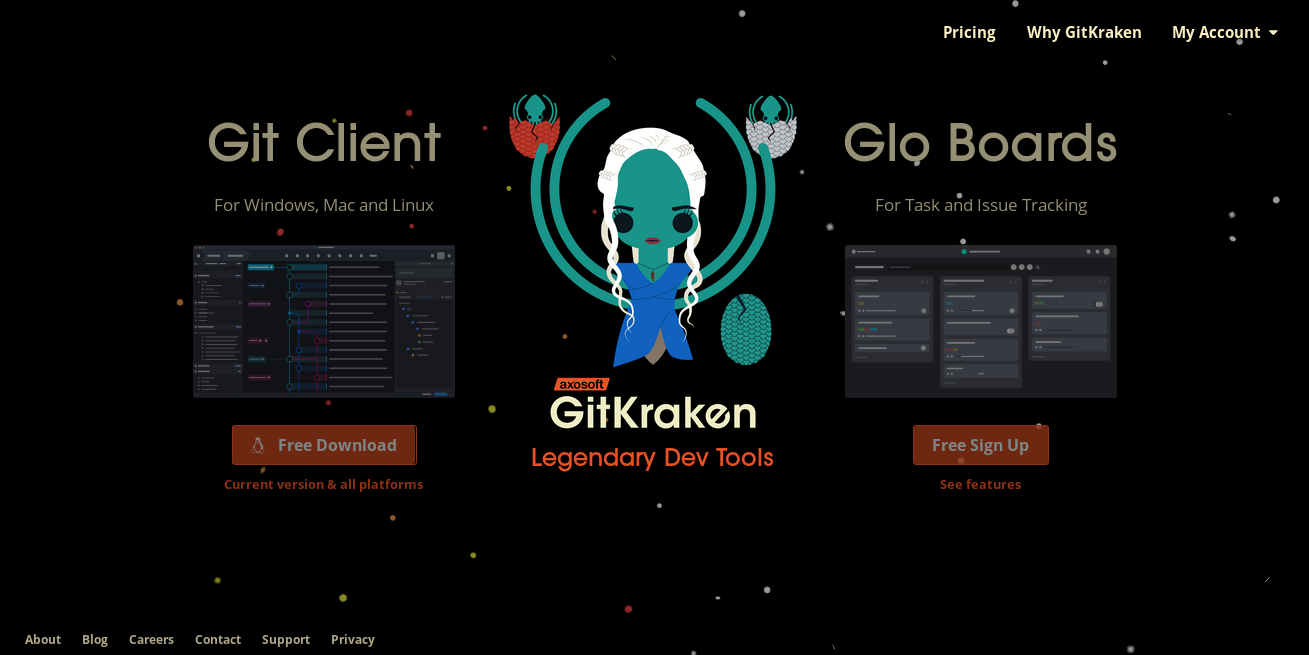 Pricing Why GitKraken My Account
Git Client
For Windows, Mac and Linux
Free Download
Current version & all platforms
axosoft
GitKraken
Legendary Dev Tools
Glo Boards
For Task and Issue Tracking
Free Sign Up
See features
About Blog Careers Contact Support Privacy